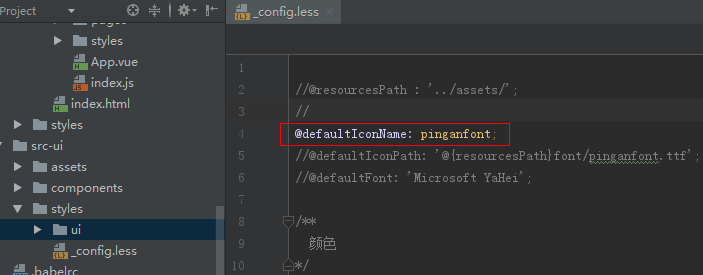 Project
pages
styles
App.vue
index.js
index.html
styles
src-ui
assets
components
styles
ui
_config.less
.babelrc
_config.less
1
2 //@resourcesPath : '../assets/';
3 //
4 @defaultIconName: pinganfont;
5 //@defaultIconPath: '@{resourcesPath}font/pinganfont.ttf';
6 //@defaultFont: 'Microsoft YaHei';
7
8 /**
9 颜色
10 */